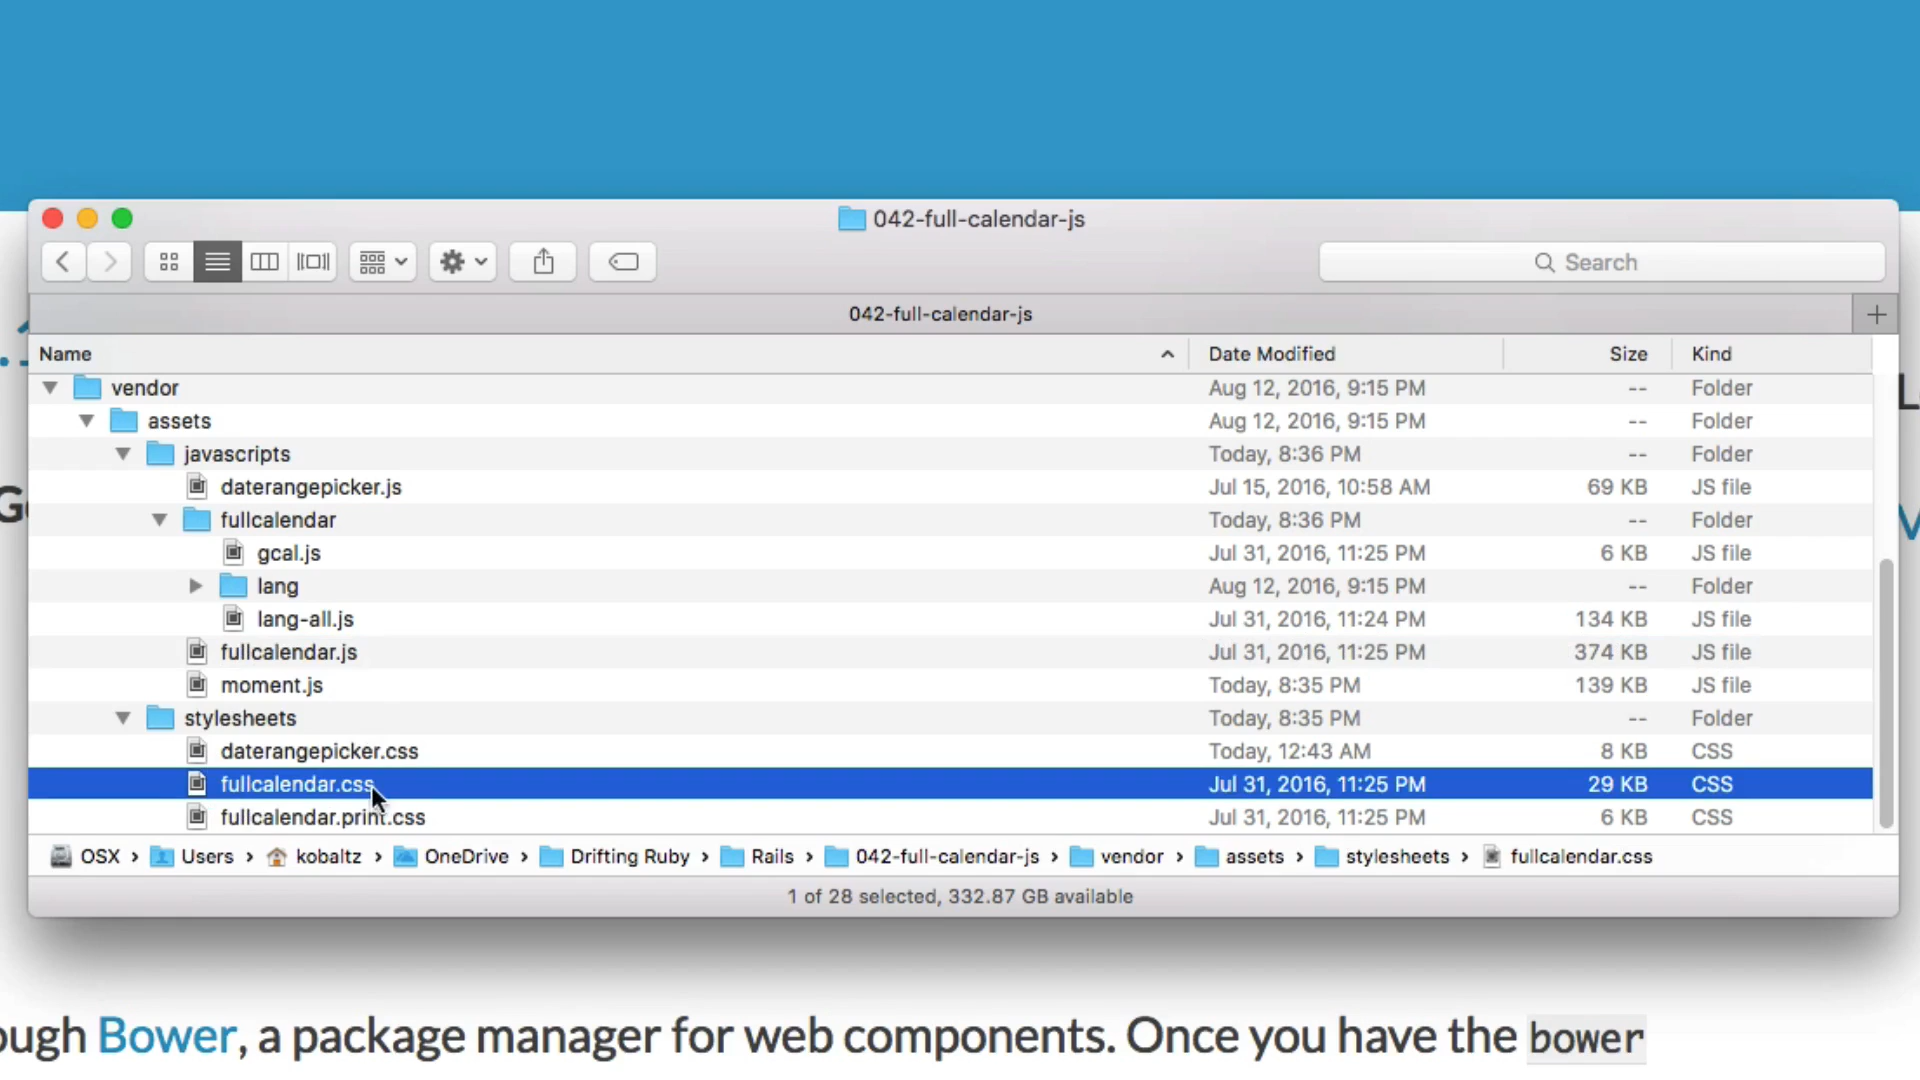 042-full-calendar-js
Search
042-full-calendar-js
Name Date Modified Size Kind
vendor Aug 12, 2016, 9:15 PM -- Folder
assets Aug 12, 2016, 9:15 PM -- Folder
javascripts Today, 8:36 PM -- Folder
daterangepicker.js Jul 15, 2016, 10:58 AM 69 KB JS file
fullcalendar Today, 8:36 PM -- Folder
gcal.js Jul 31, 2016, 11:25 PM 6 KB JS file
lang Aug 12, 2016, 9:15 PM -- Folder
lang-all.js Jul 31, 2016, 11:24 PM 134 KB JS file
fullcalendar.js Jul 31, 2016, 11:25 PM 374 KB JS file
moment.js Today, 8:35 PM 139 KB JS file
stylesheets Today, 8:35 PM -- Folder
daterangepicker.css Today, 12:43 AM 8 KB CSS
fullcalendar.css Jul 31, 2016, 11:25 PM 29 KB CSS
fullcalendar.print.css Jul 31, 2016, 11:25 PM 6 KB CSS
OSX › Users › kobaltz › OneDrive › Drifting Ruby › Rails › 042-full-calendar-js › vendor › assets › stylesheets › fullcalendar.css
1 of 28 selected, 332.87 GB available
ough Bower, a package manager for web components. Once you have the bower